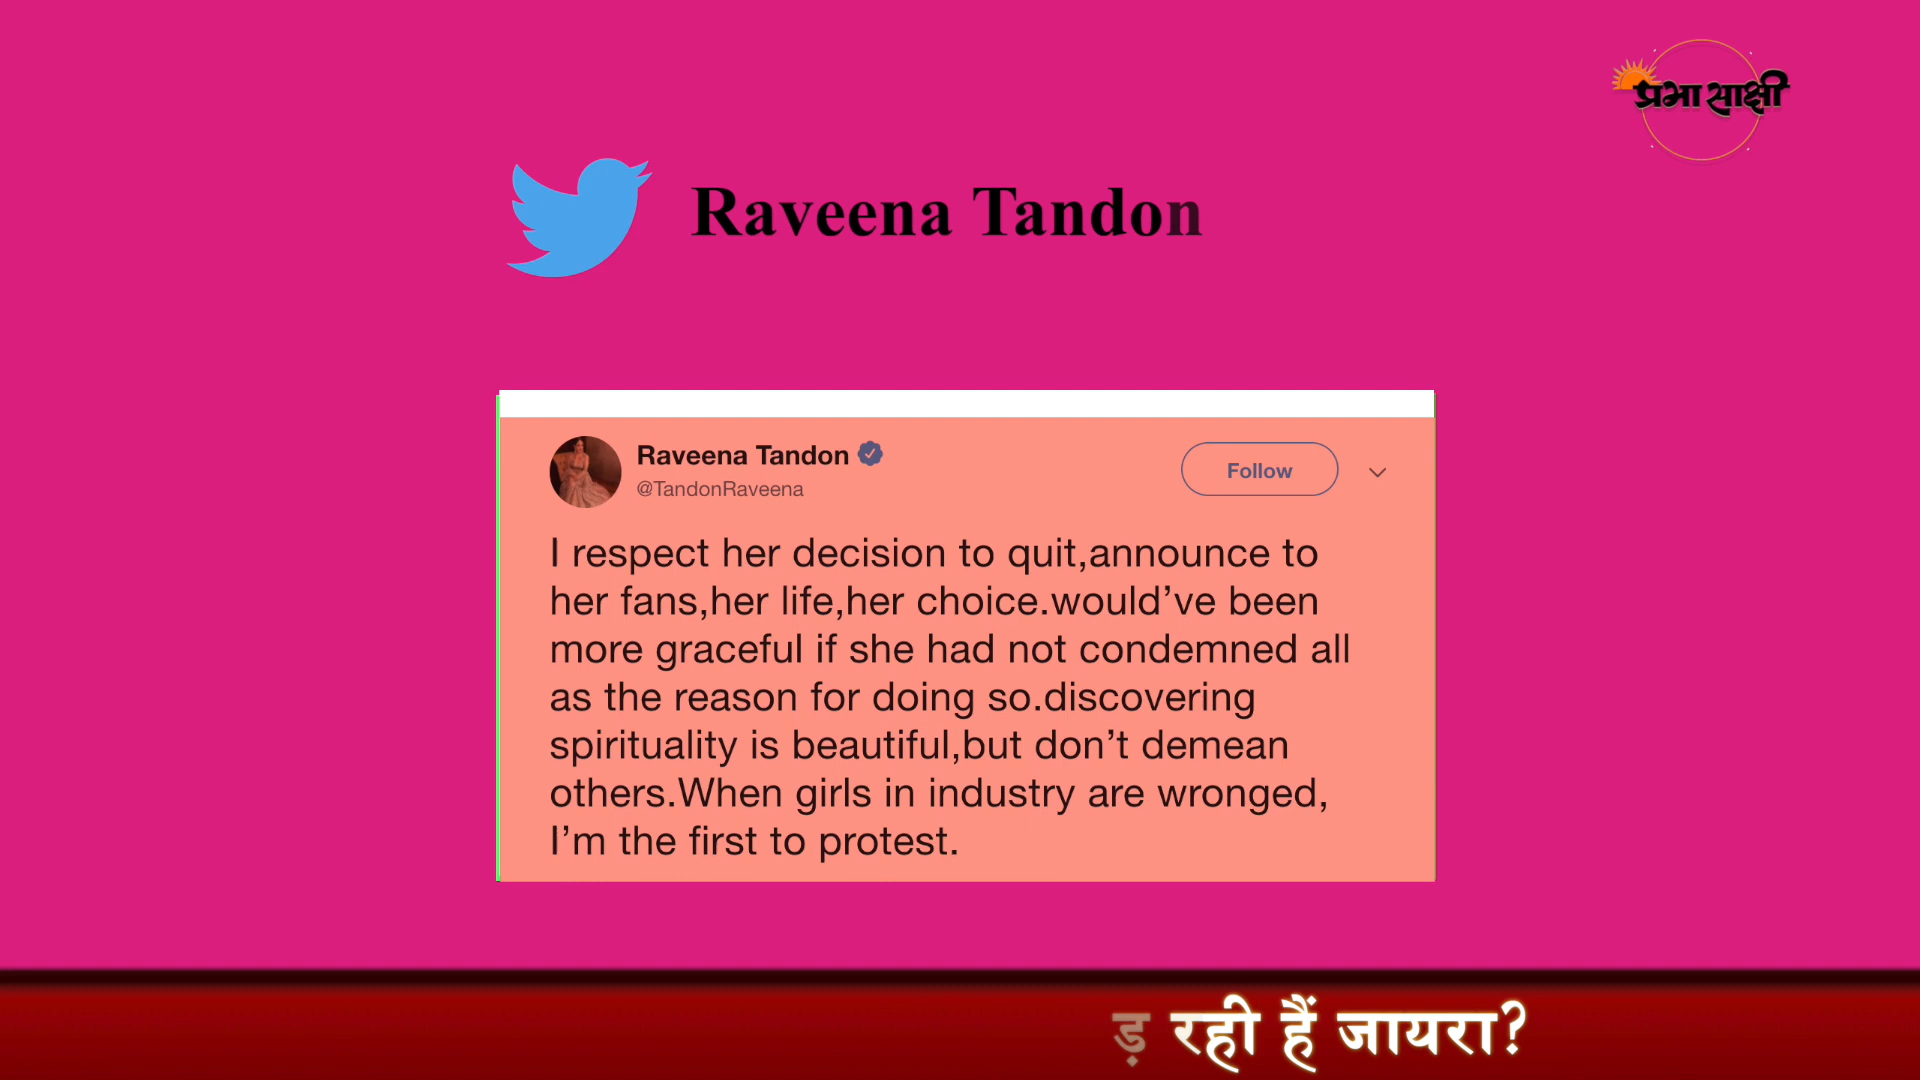 प्रभा साक्षी
Raveena Tandon
Raveena Tandon
@TandonRaveena
Follow
I respect her decision to quit,announce to
her fans,her life,her choice.would’ve been
more graceful if she had not condemned all
as the reason for doing so.discovering
spirituality is beautiful,but don’t demean
others.When girls in industry are wronged,
I’m the first to protest.
ड़ रही हैं जायरा?